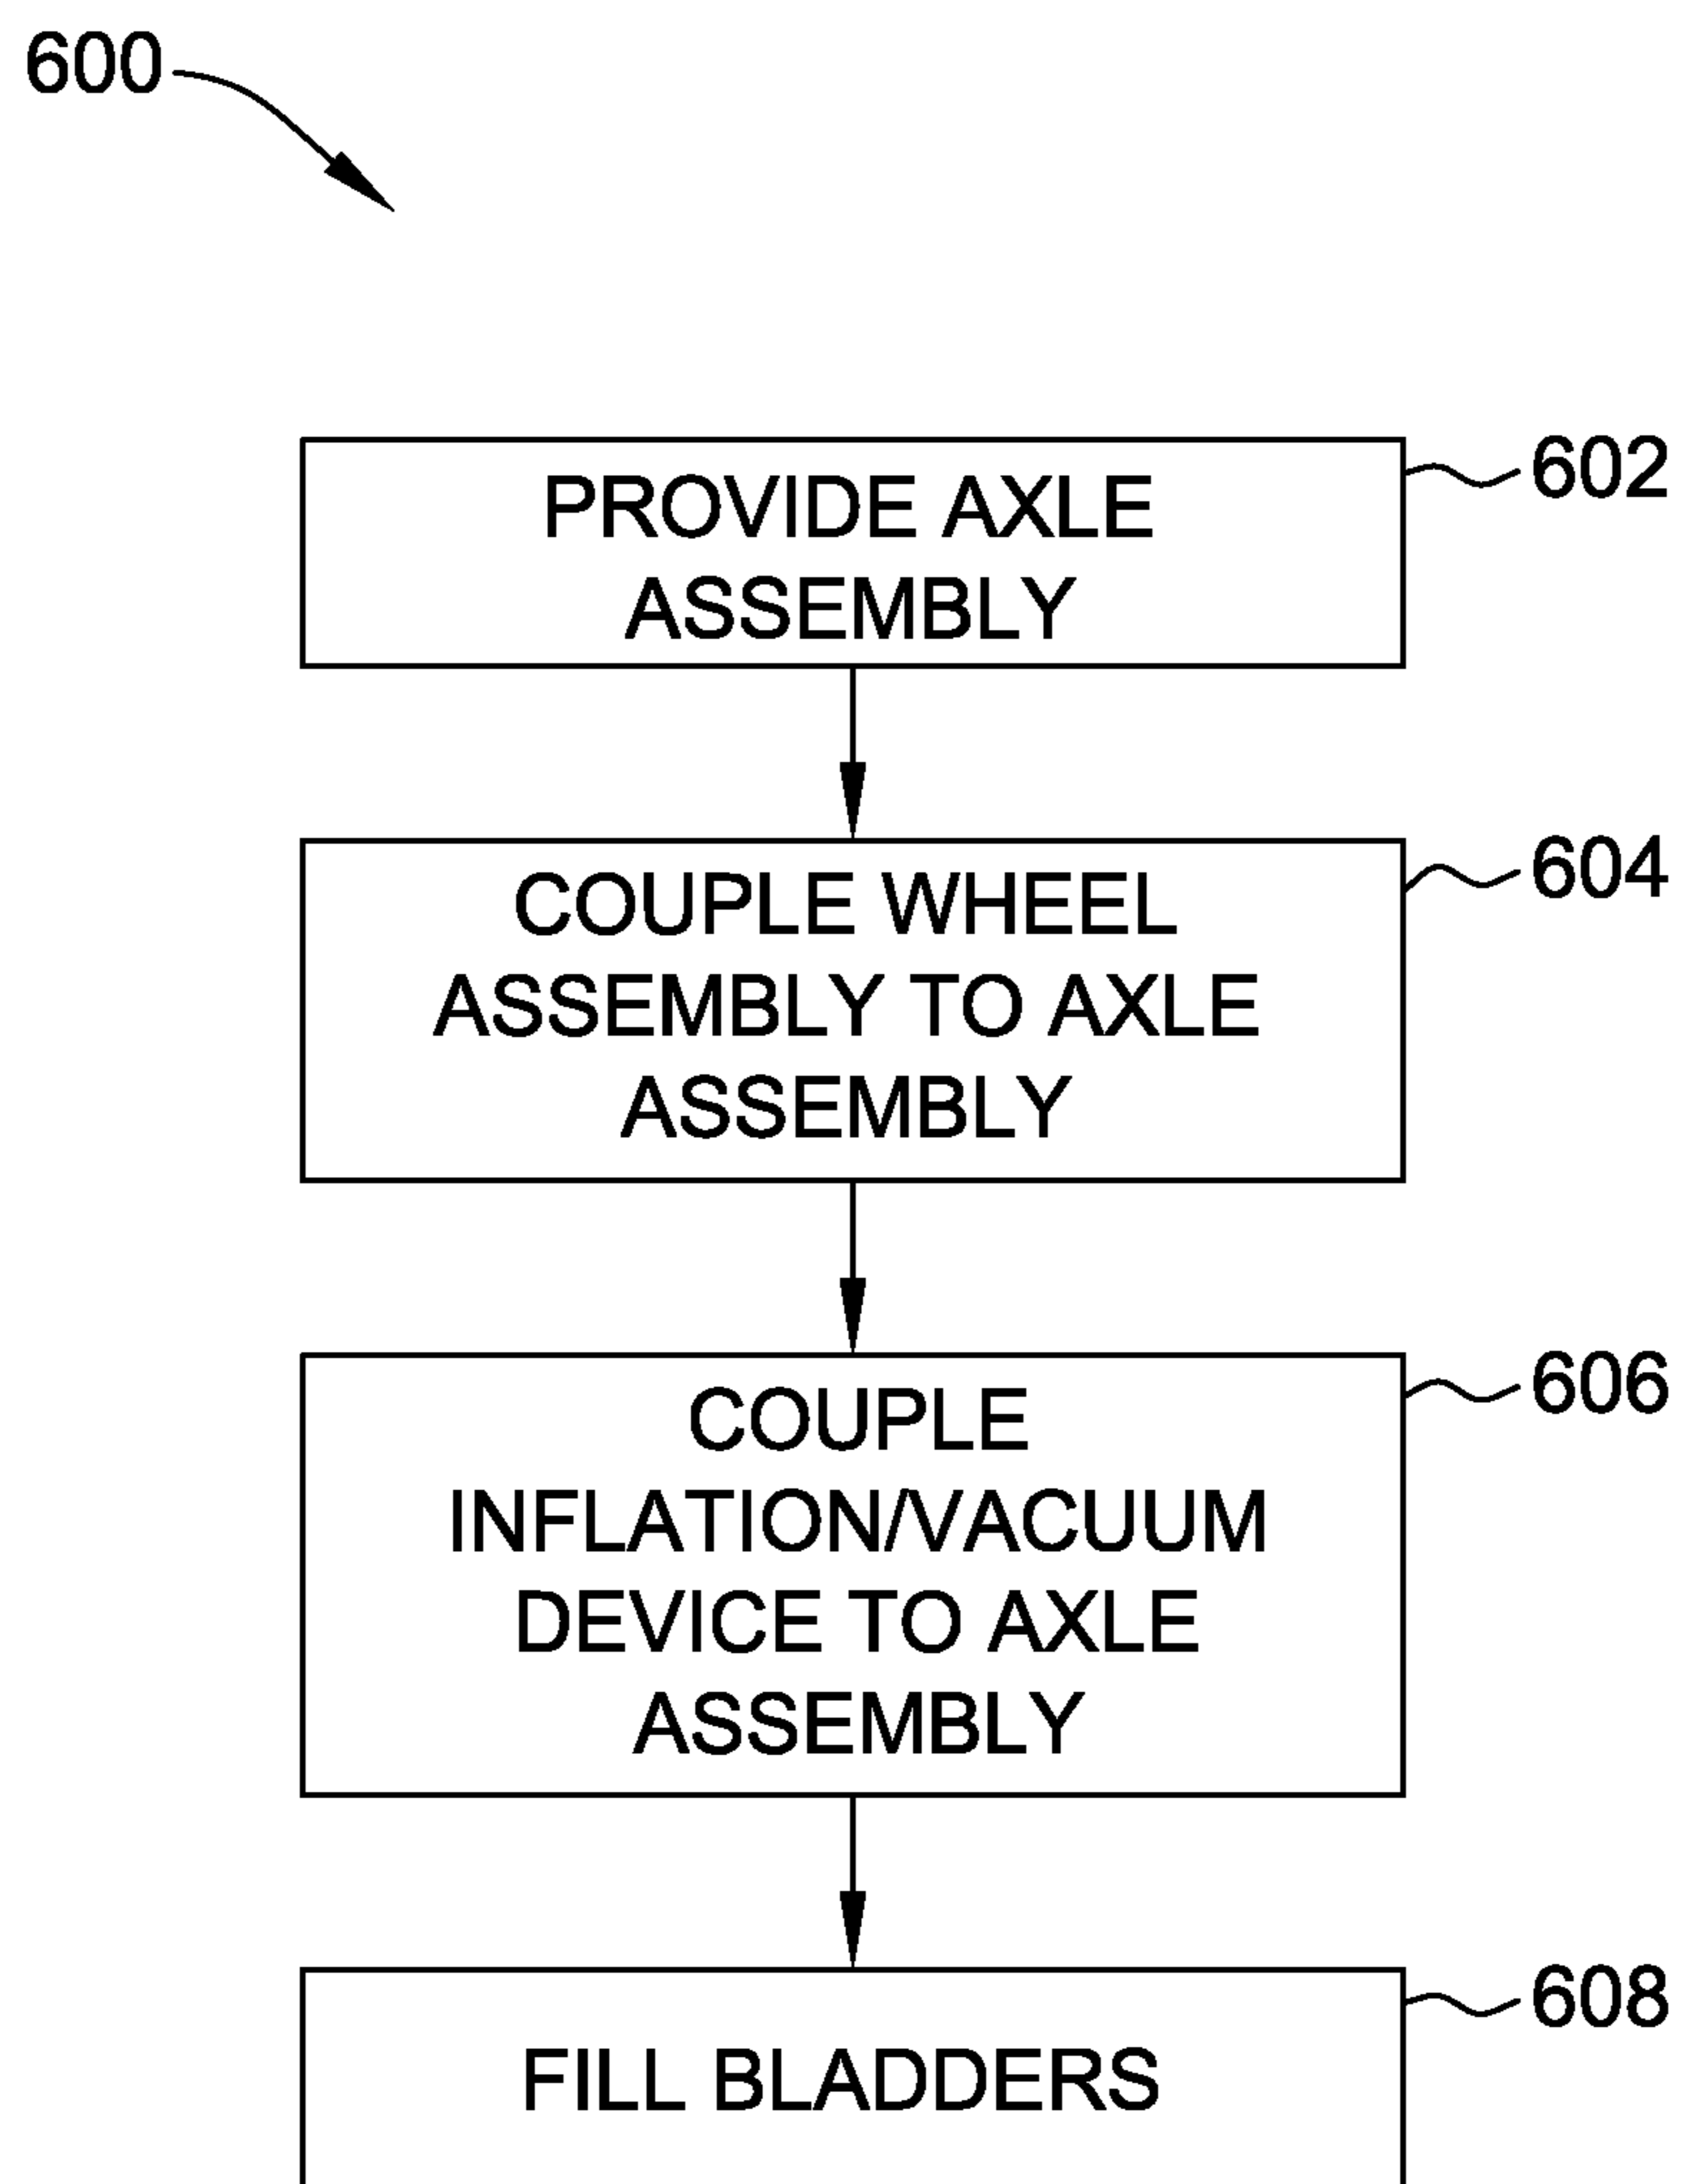 600
PROVIDE AXLE
ASSEMBLY
602
COUPLE WHEEL
ASSEMBLY TO AXLE
ASSEMBLY
604
COUPLE
INFLATION/VACUUM
DEVICE TO AXLE
ASSEMBLY
606
FILL BLADDERS
608